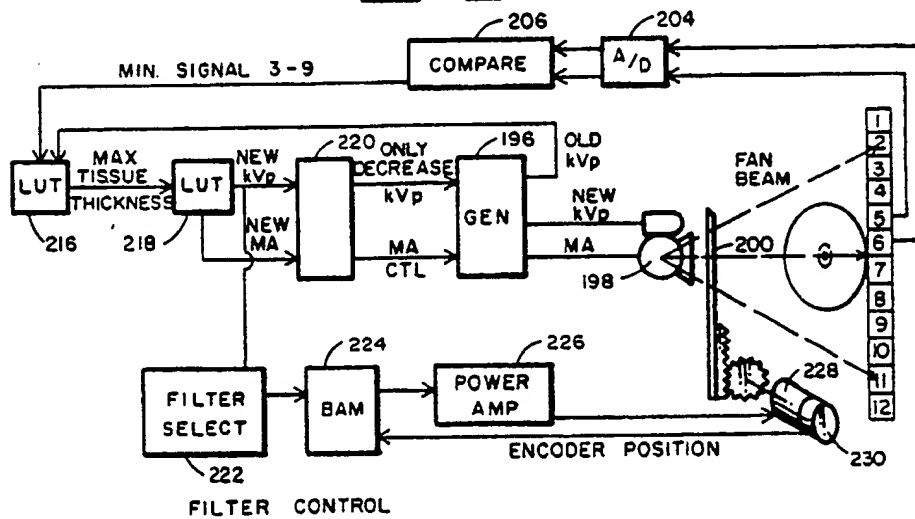 206
204
COMPARE
A/D
MIN. SIGNAL 3-9
220
196
OLD
kVp
ONLY
DECREASE
kVp
NEW
kVp
MAX
TISSUE
THICKNESS
LUT
LUT
216
218
NEW
MA
MA
CTL
GEN
NEW
kVp
MA
198
200
FAN
BEAM
1
2
3
4
5
6
7
8
9
10
11
12
224
226
228
FILTER
SELECT
BAM
POWER
AMP
222
ENCODER POSITION
230
FILTER CONTROL